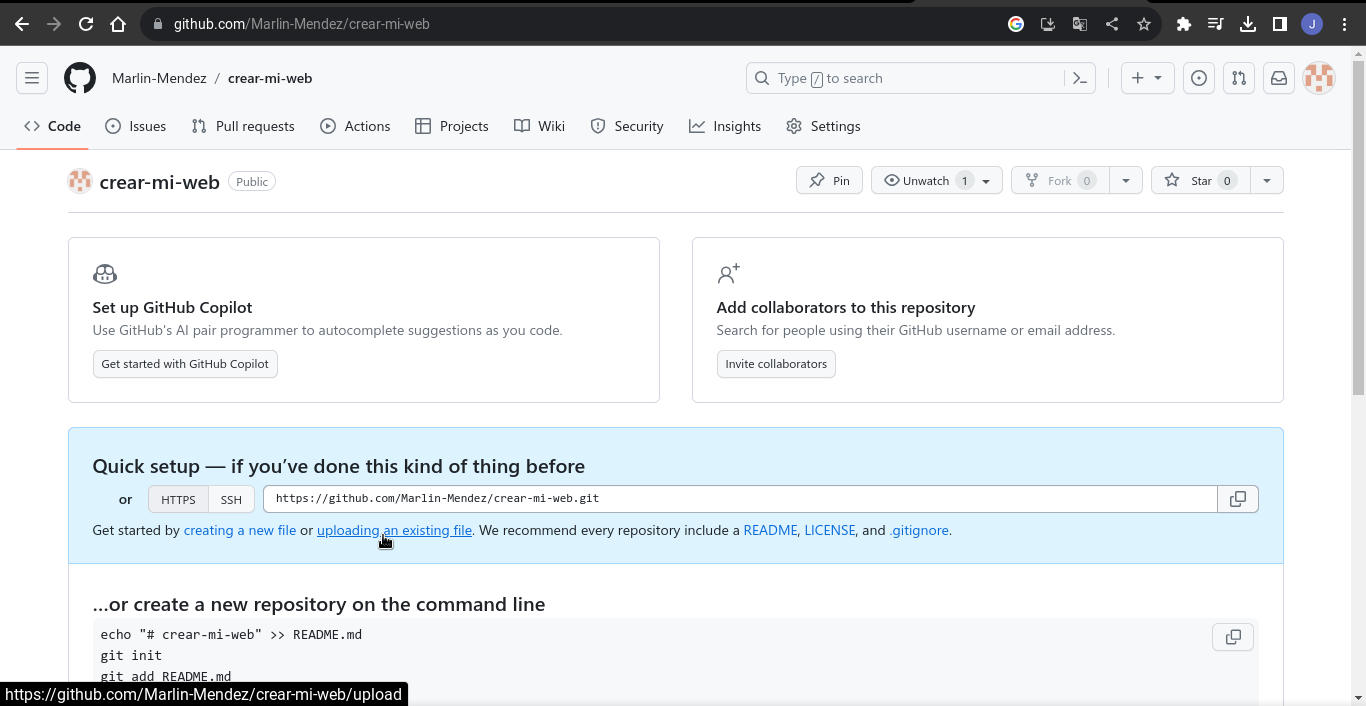 github.com/Marlin-Mendez/crear-mi-web
J
Marlin-Mendez / crear-mi-web
Type / to search
Code Issues Pull requests Actions Projects Wiki Security Insights Settings
crear-mi-web Public
Pin Unwatch 1 Fork 0 Star 0
Set up GitHub Copilot
Use GitHub's AI pair programmer to autocomplete suggestions as you code.
Get started with GitHub Copilot
Add collaborators to this repository
Search for people using their GitHub username or email address.
Invite collaborators
Quick setup — if you’ve done this kind of thing before
or HTTPS SSH https://github.com/Marlin-Mendez/crear-mi-web.git
Get started by creating a new file or uploading an existing file. We recommend every repository include a README, LICENSE, and .gitignore.
…or create a new repository on the command line
echo "# crear-mi-web" >> README.md
git init
git add README.md
https://github.com/Marlin-Mendez/crear-mi-web/upload